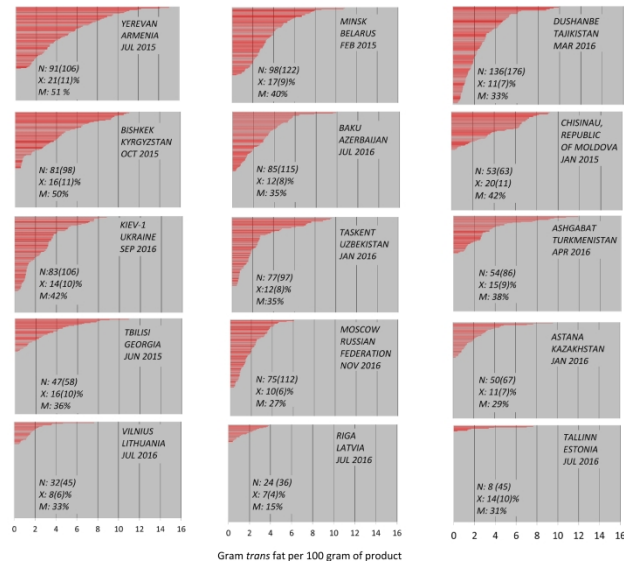 YEREVAN
ARMENIA
JUL 2015
N: 91(106)
X: 21(11)%
M: 51 %
MINSK
BELARUS
FEB 2015
N: 98(122)
X: 17(9)%
M: 40%
DUSHANBE
TAJIKISTAN
MAR 2016
N: 136(176)
X: 11(7)%
M: 33%
BISHKEK
KYRGYZSTAN
OCT 2015
N: 81(98)
X: 16(11)%
M: 50%
BAKU
AZERBAIJAN
JUL 2016
N: 85(115)
X: 12(8)%
M: 35%
CHISINAU,
REPUBLIC
OF MOLDOVA
JAN 2015
N: 53(63)
X: 20(11)
M: 42%
KIEV-1
UKRAINE
SEP 2016
N:83(106)
X: 14(10)%
M:42%
TASKENT
UZBEKISTAN
JAN 2016
N: 77(97)
X:12(8)%
M:35%
ASHGABAT
TURKMENISTAN
APR 2016
N: 54(86)
X: 15(9)%
M: 38%
TBILISI
GEORGIA
JUN 2015
N: 47(58)
X: 16(10)%
M: 36%
MOSCOW
RUSSIAN
FEDERATION
NOV 2016
N: 75(112)
X: 10(6)%
M: 27%
ASTANA
KAZAKHSTAN
JAN 2016
N: 50(67)
X: 11(7)%
M: 29%
VILNIUS
LITHUANIA
JUL 2016
N: 32(45)
X: 8(6)%
M: 33%
RIGA
LATVIA
JUL 2016
N: 24 (36)
X: 7(4)%
M: 15%
TALLINN
ESTONIA
JUL 2016
N: 8 (45)
X: 14(10)%
M: 31%
0 2 4 6 8 10 12 14 16
0 2 4 6 8 10 12 14 16
0 2 4 6 8 10 12 14 16
Gram trans fat per 100 gram of product